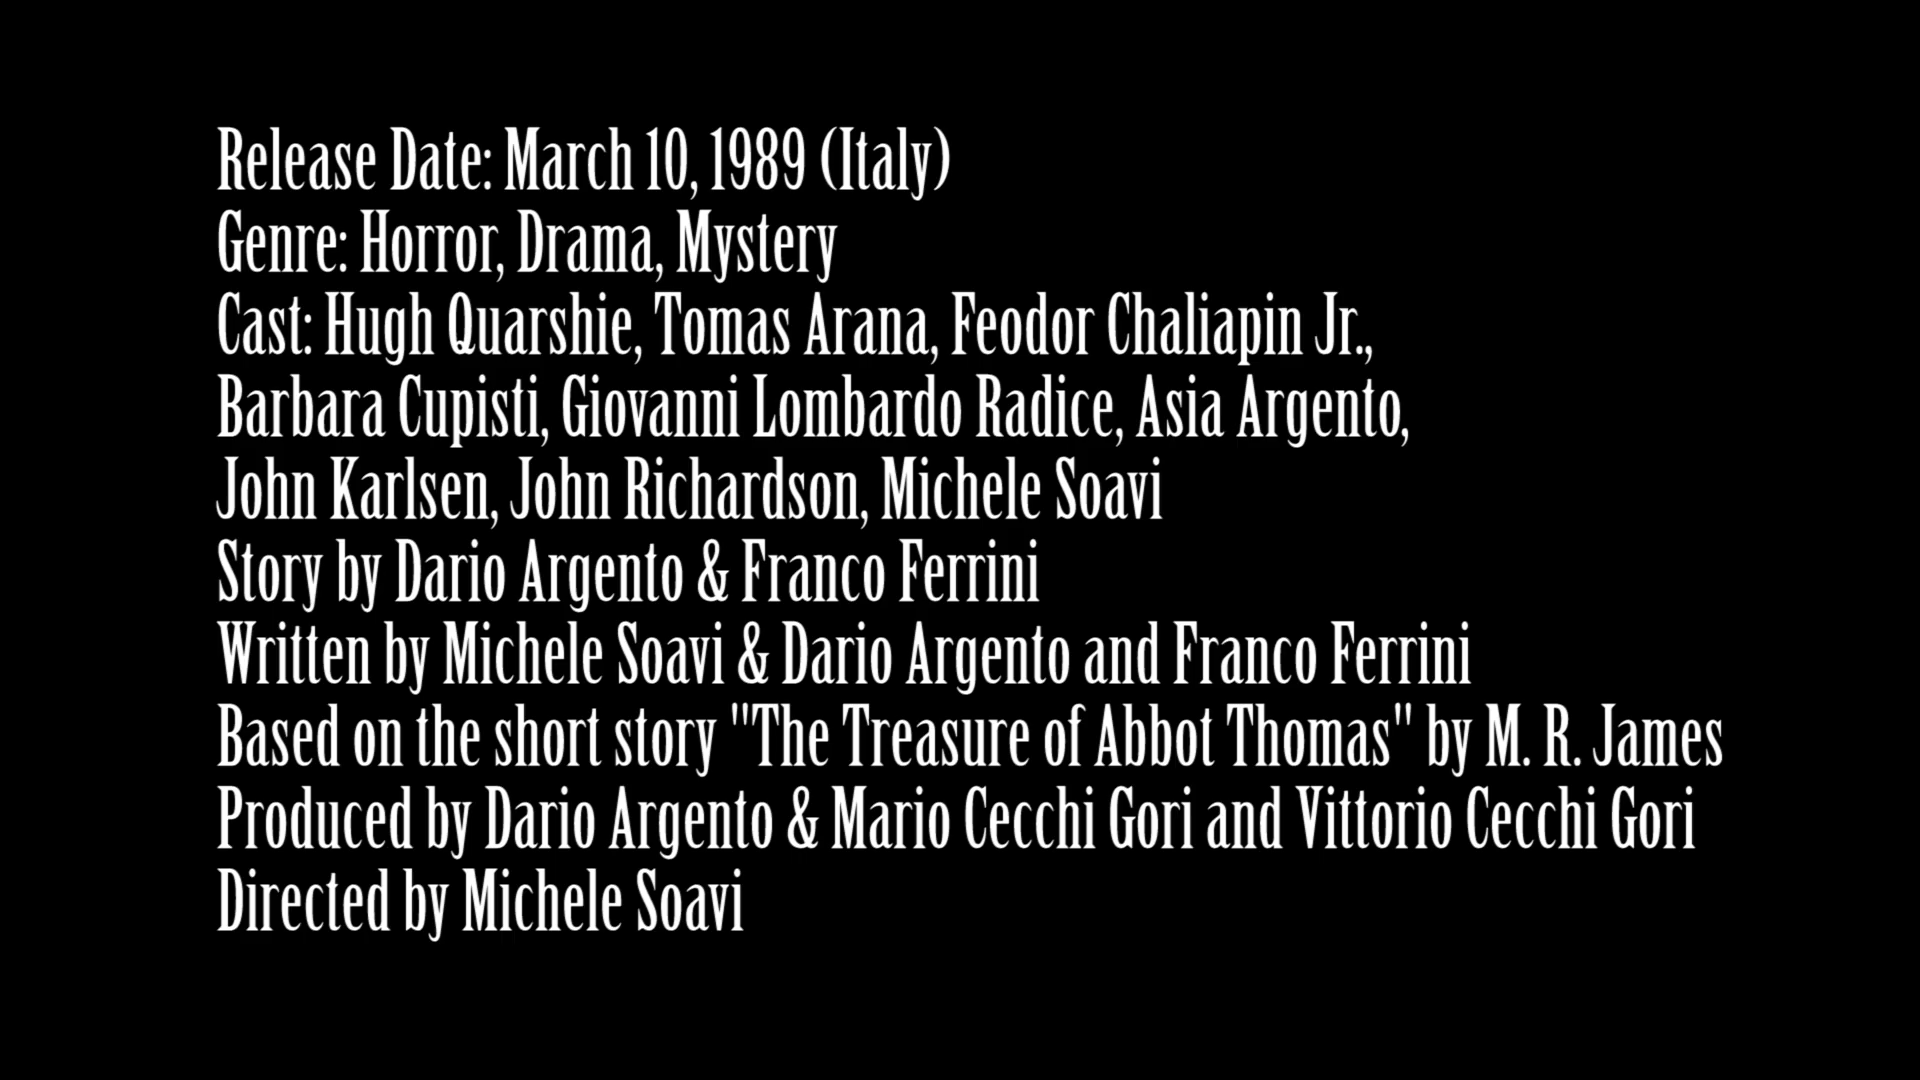 Release Date: March 10, 1989 (Italy)
Genre: Horror, Drama, Mystery
Cast: Hugh Quarshie, Tomas Arana, Feodor Chaliapin Jr.,
Barbara Cupisti, Giovanni Lombardo Radice, Asia Argento,
John Karlsen, John Richardson, Michele Soavi
Story by Dario Argento & Franco Ferrini
Written by Michele Soavi & Dario Argento and Franco Ferrini
Based on the short story "The Treasure of Abbot Thomas" by M. R. James
Produced by Dario Argento & Mario Cecchi Gori and Vittorio Cecchi Gori
Directed by Michele Soavi